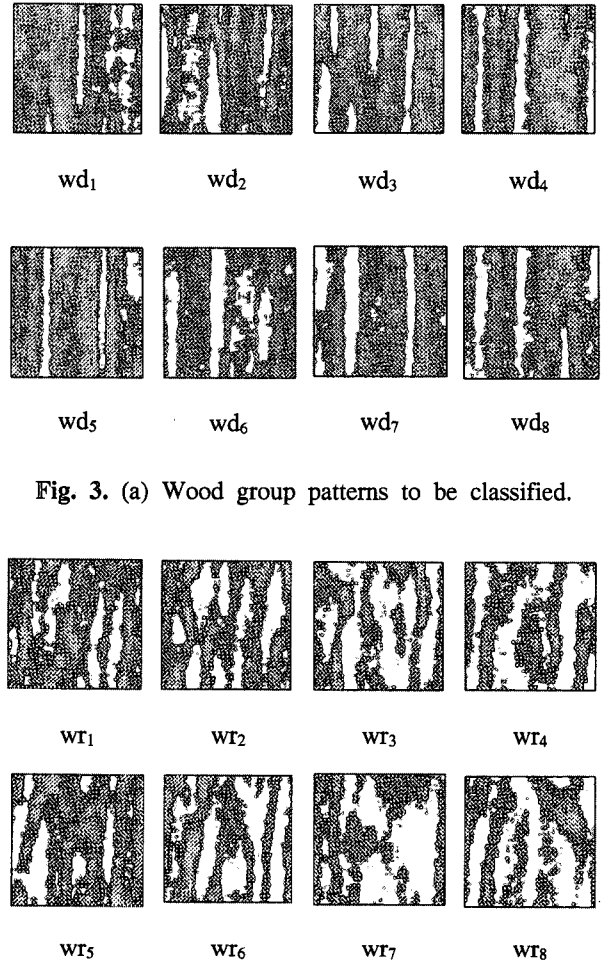 wd₁ wd₂ wd₃ wd₄
wd₅ wd₆ wd₇ wd₈
Fig. 3. (a) Wood group patterns to be classified.
wr₁ wr₂ wr₃ wr₄
wr₅ wr₆ wr₇ wr₈